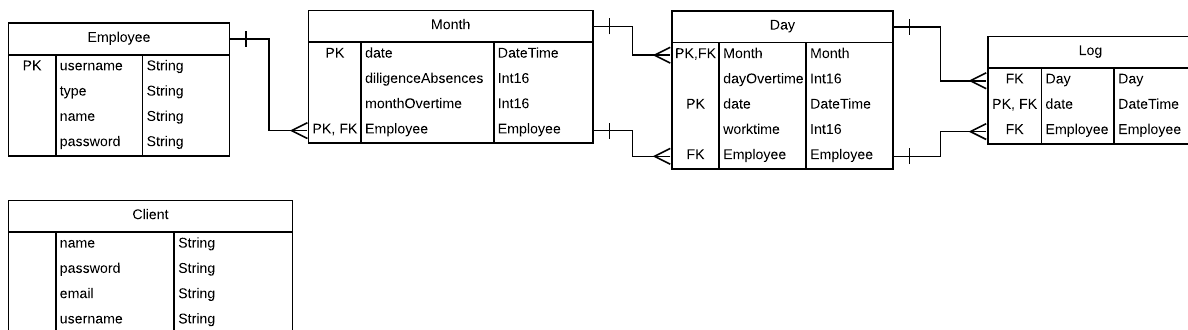 Employee
PK username String
type String
name String
password String
Month
PK date DateTime
diligenceAbsences Int16
monthOvertime Int16
PK, FK Employee Employee
Day
PK,FK Month Month
dayOvertime Int16
PK date DateTime
worktime Int16
FK Employee Employee
Log
FK Day Day
PK, FK date DateTime
FK Employee Employee
Client
name String
password String
email String
username String